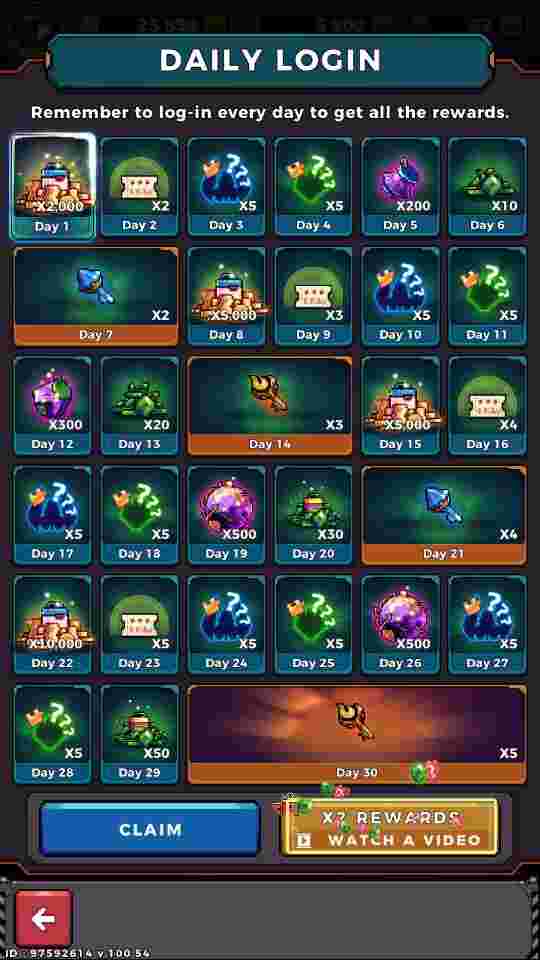 DAILY LOGIN
Remember to log-in every day to get all the rewards.
X2,000 X2 X5 X5 X200 X10
Day 1 Day 2 Day 3 Day 4 Day 5 Day 6
X2 X5,000 X3 X5 X5
Day 7 Day 8 Day 9 Day 10 Day 11
X300 X20 X3 X5,000 X4
Day 12 Day 13 Day 14 Day 15 Day 16
X5 X5 X500 X30 X4
Day 17 Day 18 Day 19 Day 20 Day 21
X10,000 X5 X5 X5 X500 X5
Day 22 Day 23 Day 24 Day 25 Day 26 Day 27
X5 X50 X5
Day 28 Day 29 Day 30
CLAIM
X2 REWARDS
WATCH A VIDEO
ID : 97592614 v.100.54